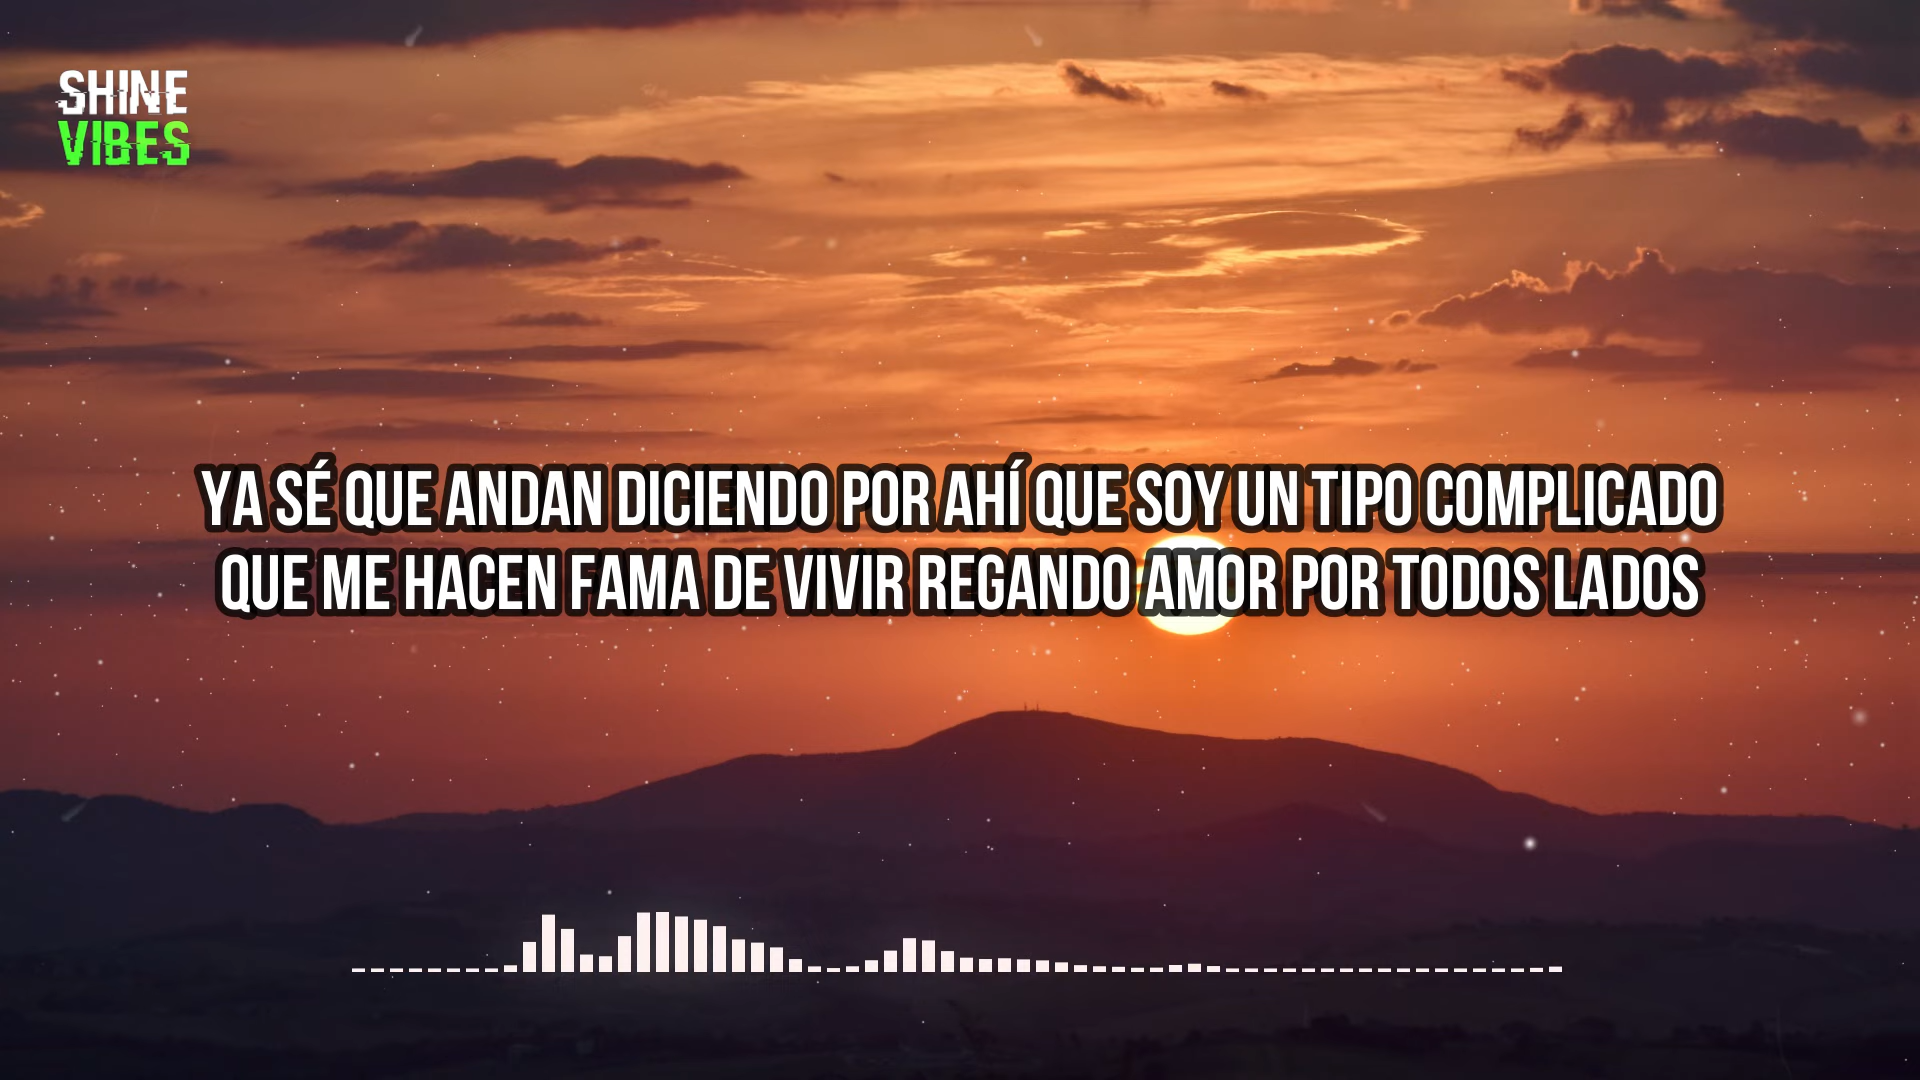 SHINE
VIBES
YA SÉ QUE ANDAN DICIENDO POR AHÍ QUE SOY UN TIPO COMPLICADO
QUE ME HACEN FAMA DE VIVIR REGANDO AMOR POR TODOS LADOS